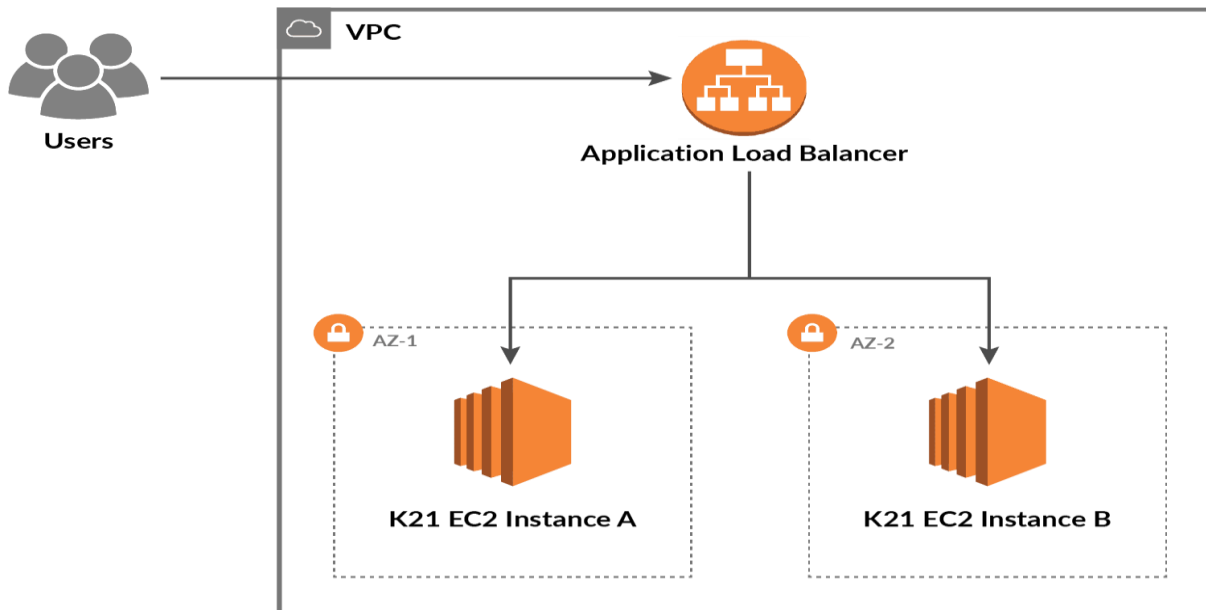 VPC
Users
Application Load Balancer
AZ-1
AZ-2
K21 EC2 Instance A
K21 EC2 Instance B